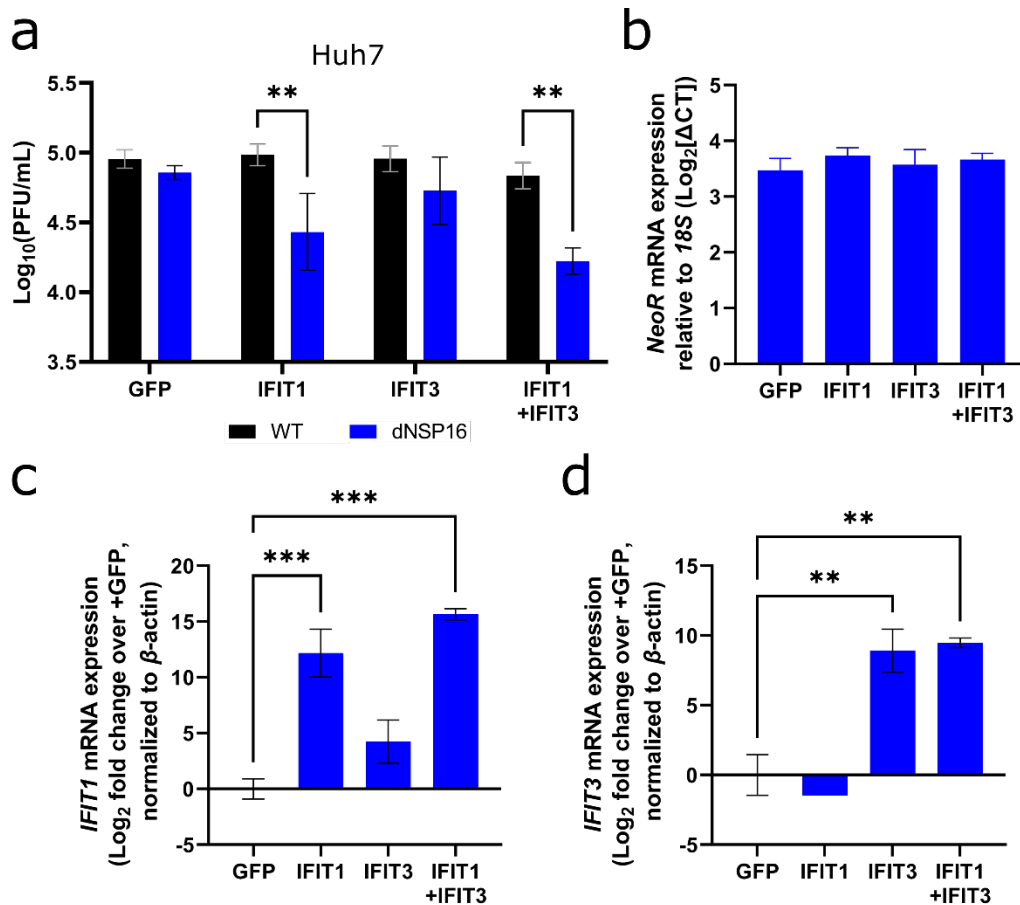 a
Huh7
Log₁₀(PFU/mL)
5.5
5.0
4.5
4.0
3.5
**
**
GFP
IFIT1
IFIT3
IFIT1
+IFIT3
WT
dNSP16
b
NeoR mRNA expression
relative to 18S (Log₂[ΔCT])
5
4
3
2
1
0
GFP
IFIT1
IFIT3
IFIT1
+IFIT3
c
IFIT1 mRNA expression
(Log₂ fold change over +GFP,
normalized to β-actin)
20
15
10
5
0
-5
***
***
GFP
IFIT1
IFIT3
IFIT1
+IFIT3
d
IFIT3 mRNA expression
(Log₂ fold change over +GFP,
normalized to β-actin)
15
10
5
0
-5
**
**
GFP
IFIT1
IFIT3
IFIT1
+IFIT3